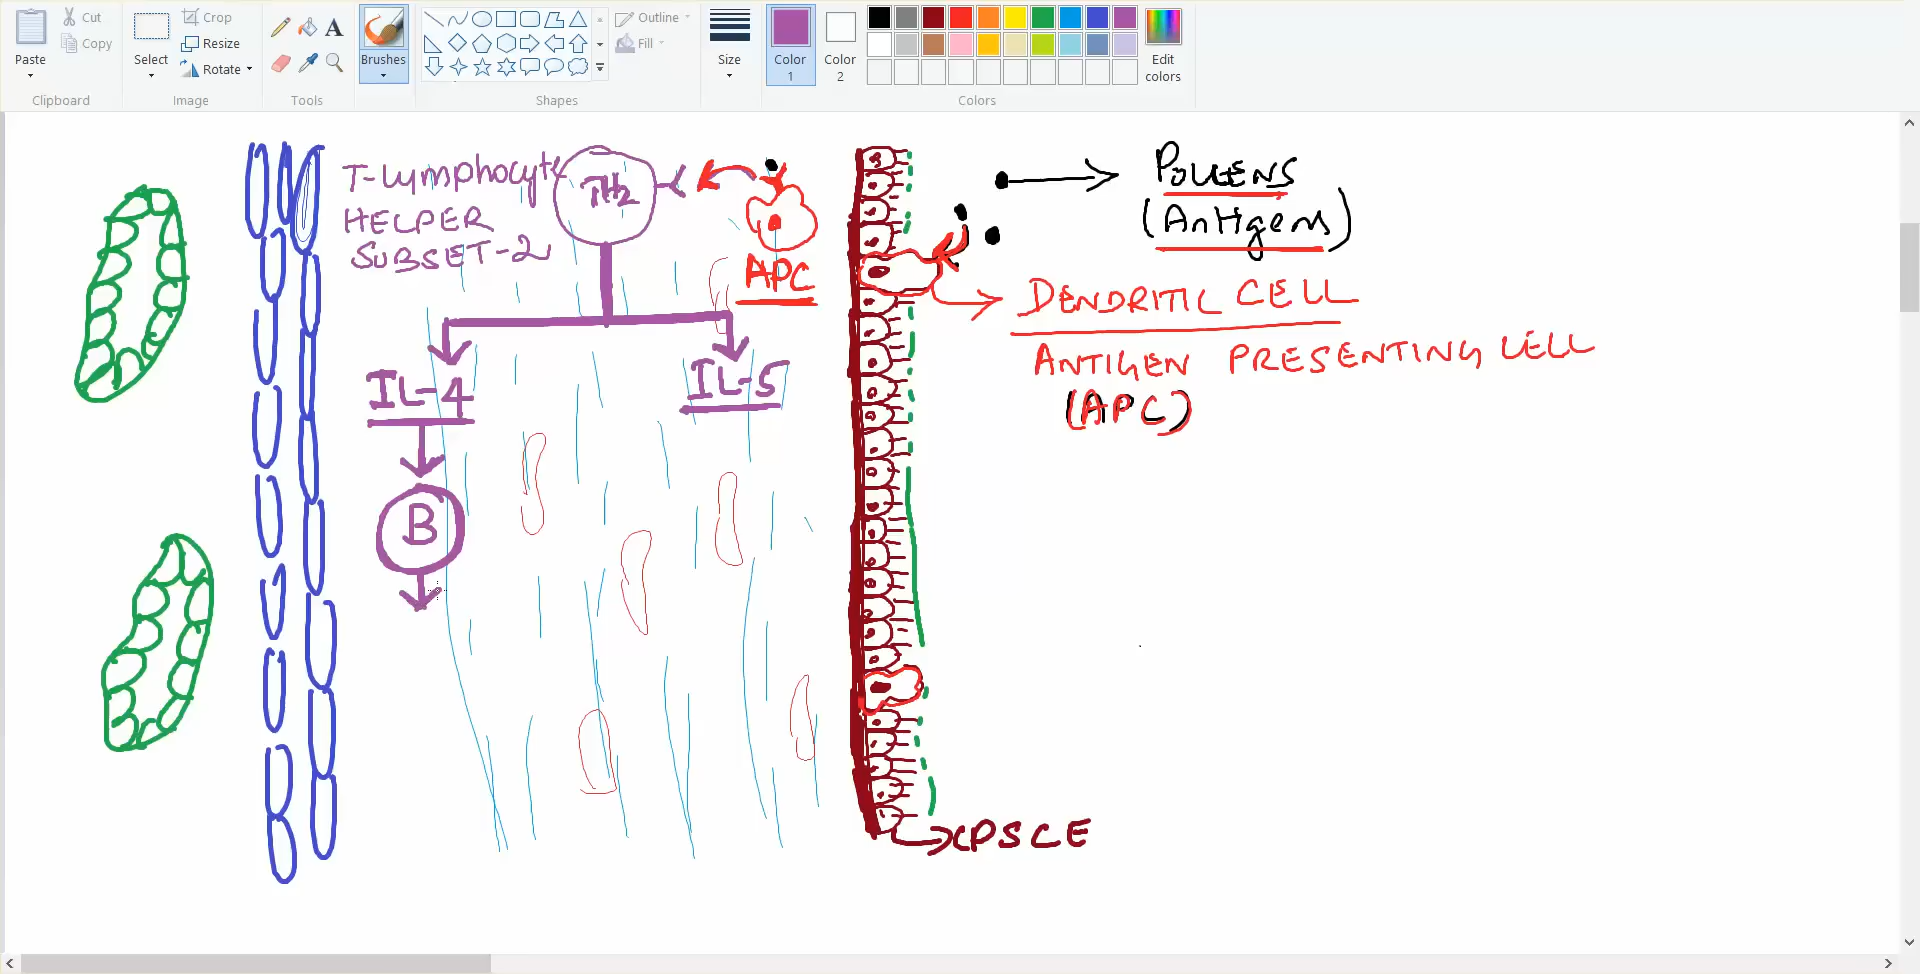 Paste
Cut
Copy
Clipboard
Select
Crop
Resize
Rotate
Image
A
Tools
Brushes
Outline
Fill
Shapes
Size
Color 1
Color 2
Edit colors
Colors
T-Lymphocyte
HELPER
SUBSET-2
TH2
APC
IL-4
IL-5
B
POLLENS
(Antigens)
DENDRITIC CELL
ANTIGEN PRESENTING CELL
(APC)
PSCE